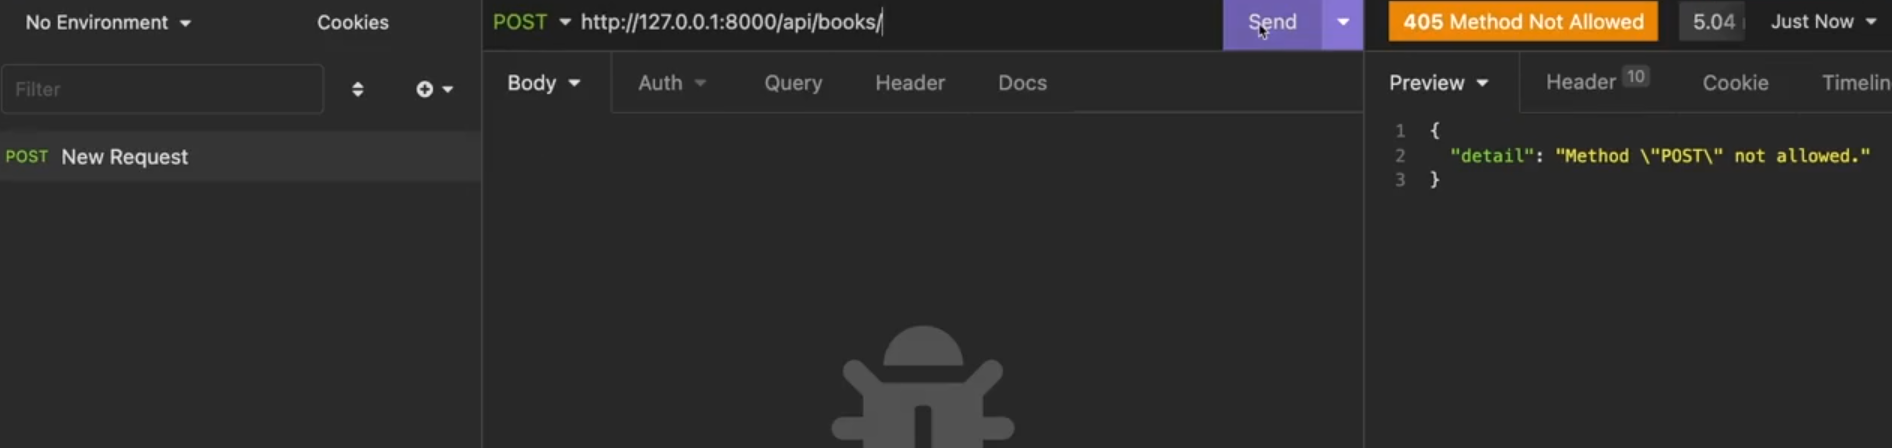 No Environment
Cookies
POST http://127.0.0.1:8000/api/books/
Send
405 Method Not Allowed
5.04
Just Now
Filter
Body
Auth
Query
Header
Docs
Preview
Header 10
Cookie
Timelin
POST New Request
1 {
2 "detail": "Method \"POST\" not allowed."
3 }